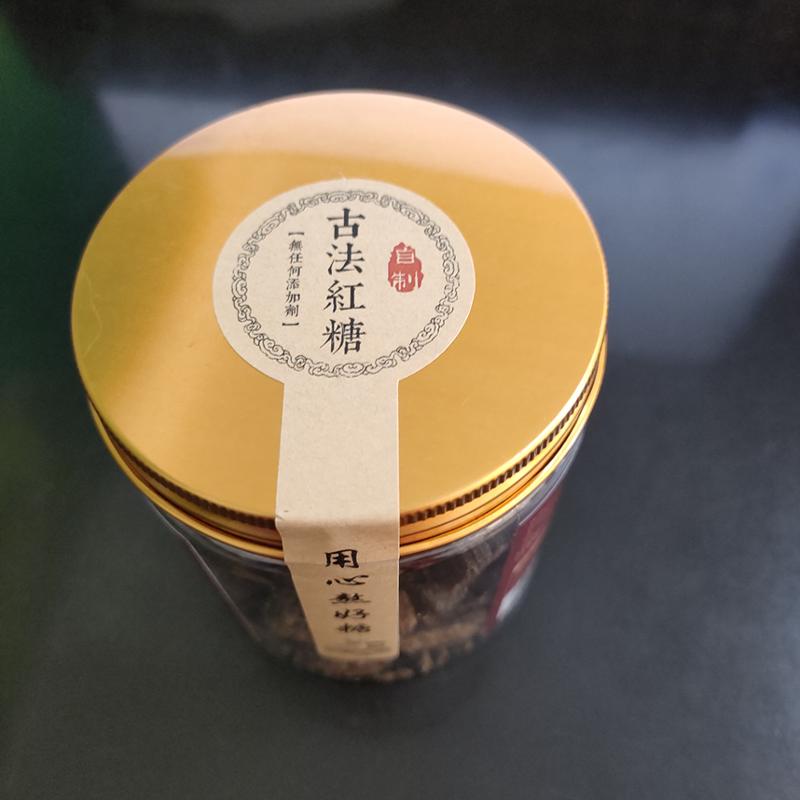 自制
古法紅糖
【無任何添加劑】
用心熬好糖